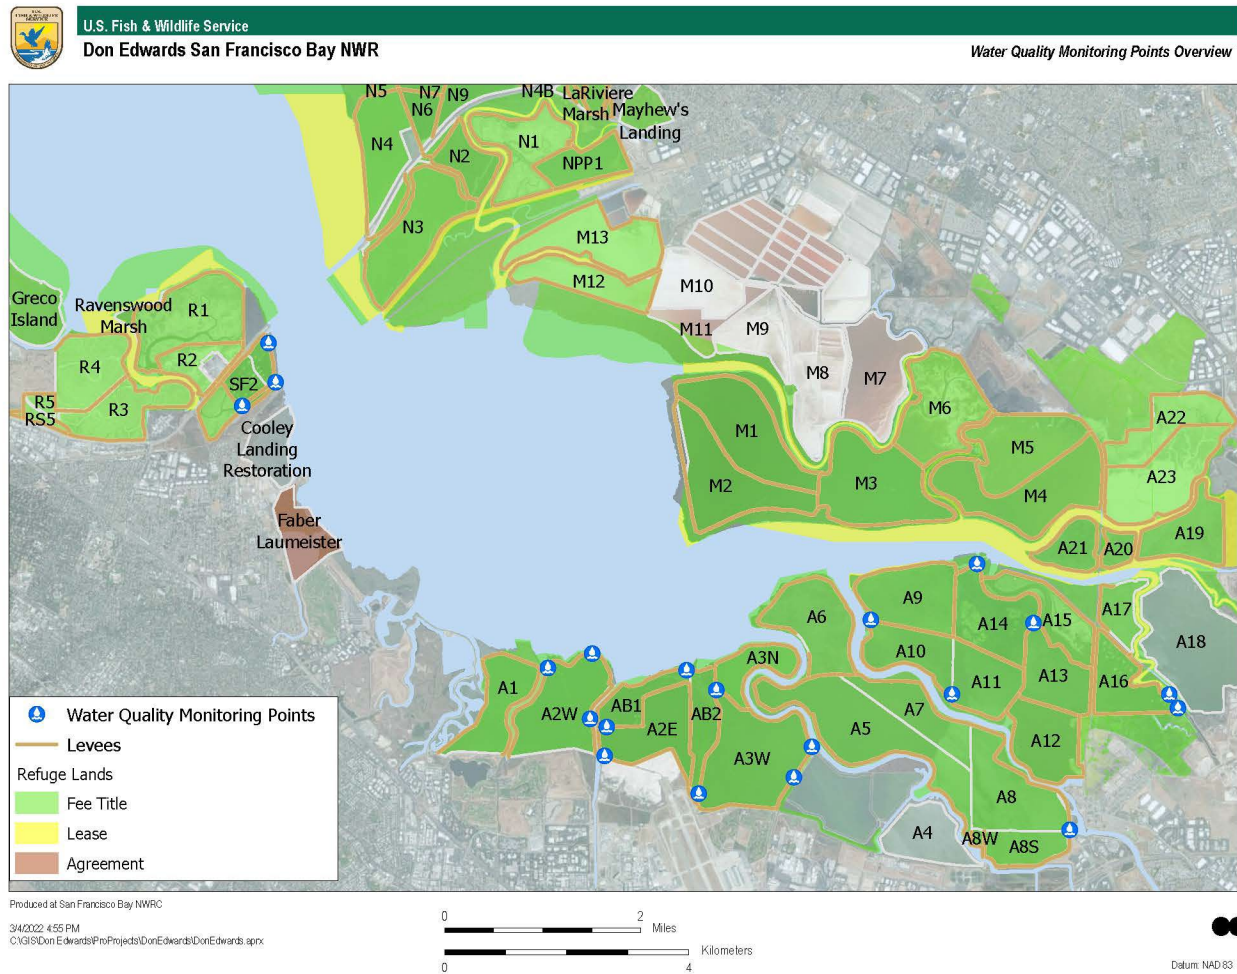 U.S.
FISH & WILDLIFE
SERVICE
U.S. Fish & Wildlife Service
Don Edwards San Francisco Bay NWR
Water Quality Monitoring Points Overview
N5
N7
N9
N4B
LaRiviere
Marsh
Mayhew's
Landing
N6
N4
N2
N1
NPP1
N3
M13
M12
M10
M11
M9
M8
M7
Greco
Island
Ravenswood
Marsh
R1
R2
R4
R3
R5
RS5
SF2
Cooley
Landing
Restoration
Faber
Laumeister
M1
M2
M3
M6
M5
M4
A22
A23
A19
A21
A20
A9
A6
A14
A15
A17
A18
A10
A3N
A11
A13
A16
A1
A2W
AB1
A2E
AB2
A3W
A5
A7
A12
A8
A4
A8W
A8S
Water Quality Monitoring Points
Levees
Refuge Lands
Fee Title
Lease
Agreement
Produced at San Francisco Bay NWRC
3/4/2022 4:55 PM
C:\GIS\Don Edwards\ProProjects\DonEdwards\DonEdwards.aprx
0 2
Miles
Kilometers
0 4
Datum: NAD 83